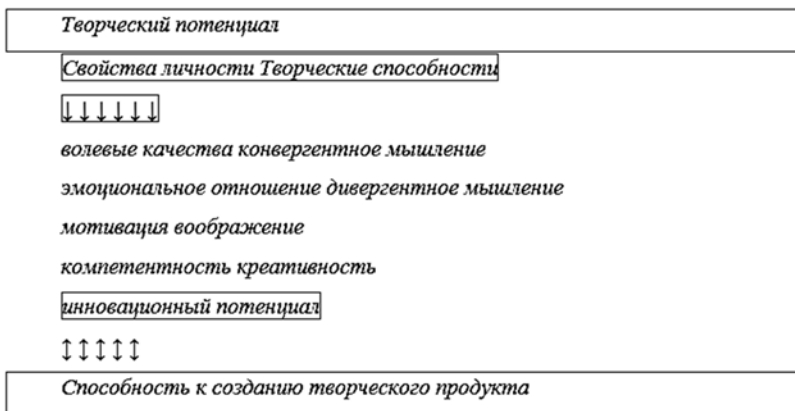 Творческий потенциал
Свойства личности Творческие способности
↓↓↓↓↓↓
волевые качества конвергентное мышление
эмоциональное отношение дивергентное мышление
мотивация воображение
компетентность креативность
инновационный потенциал
↕↕↕↕↕
Способность к созданию творческого продукта